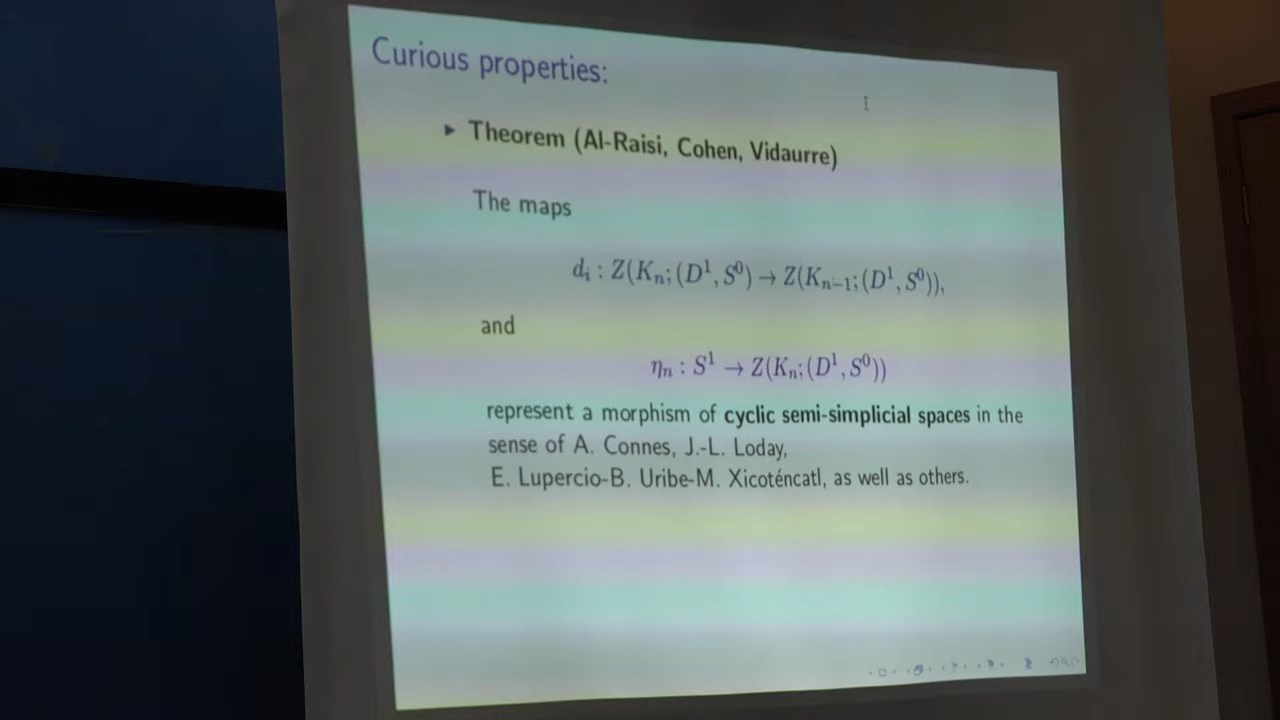 Curious properties:
▶ Theorem (Al-Raisi, Cohen, Vidaurre)
The maps
d_i : Z(K_n; (D^1, S^0) → Z(K_{n−1}; (D^1, S^0)),
and
η_n : S^1 → Z(K_n; (D^1, S^0))
represent a morphism of cyclic semi-simplicial spaces in the
sense of A. Connes, J.-L. Loday,
E. Lupercio-B. Uribe-M. Xicoténcatl, as well as others.